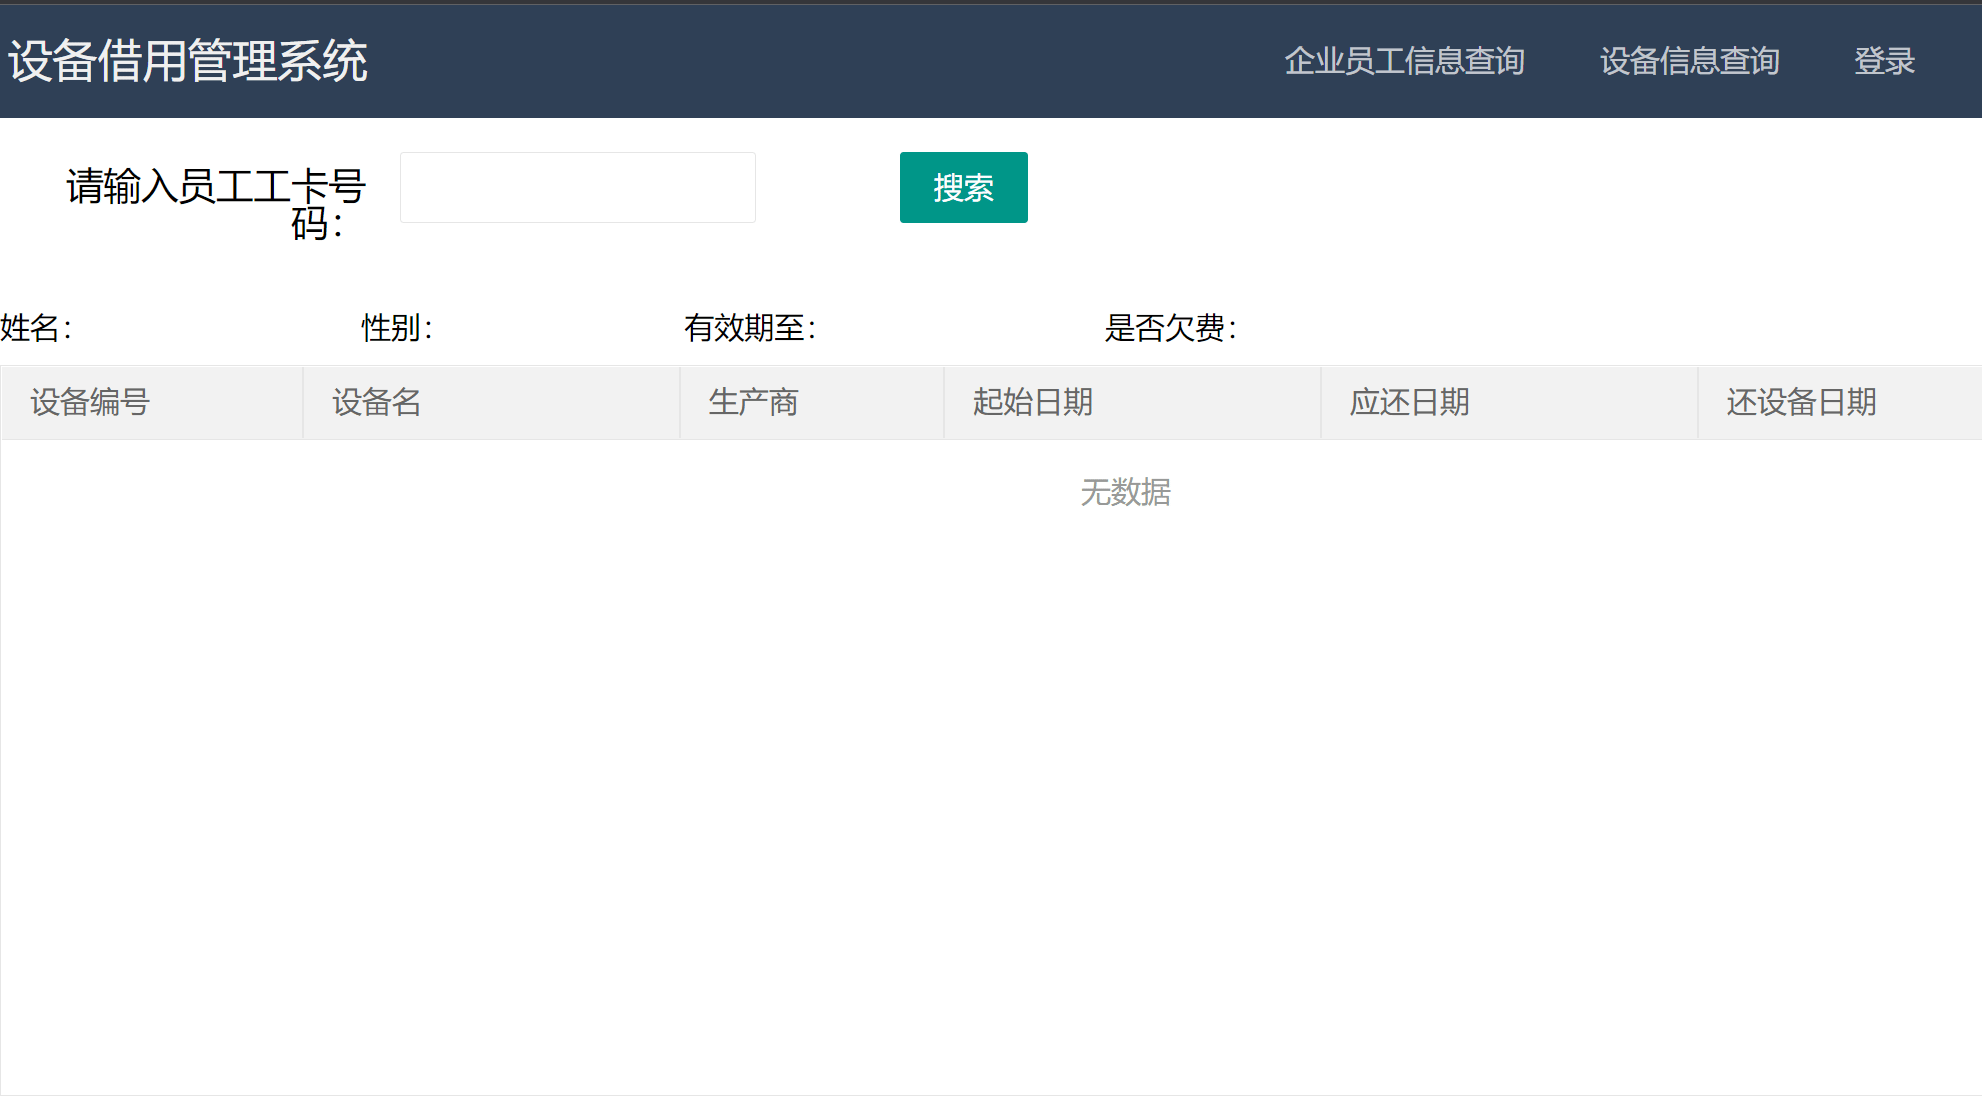 设备借用管理系统 企业员工信息查询 设备信息查询 登录
请输入员工工卡号
码： 搜索
姓名： 性别： 有效期至： 是否欠费：
设备编号 设备名 生产商 起始日期 应还日期 还设备日期
无数据